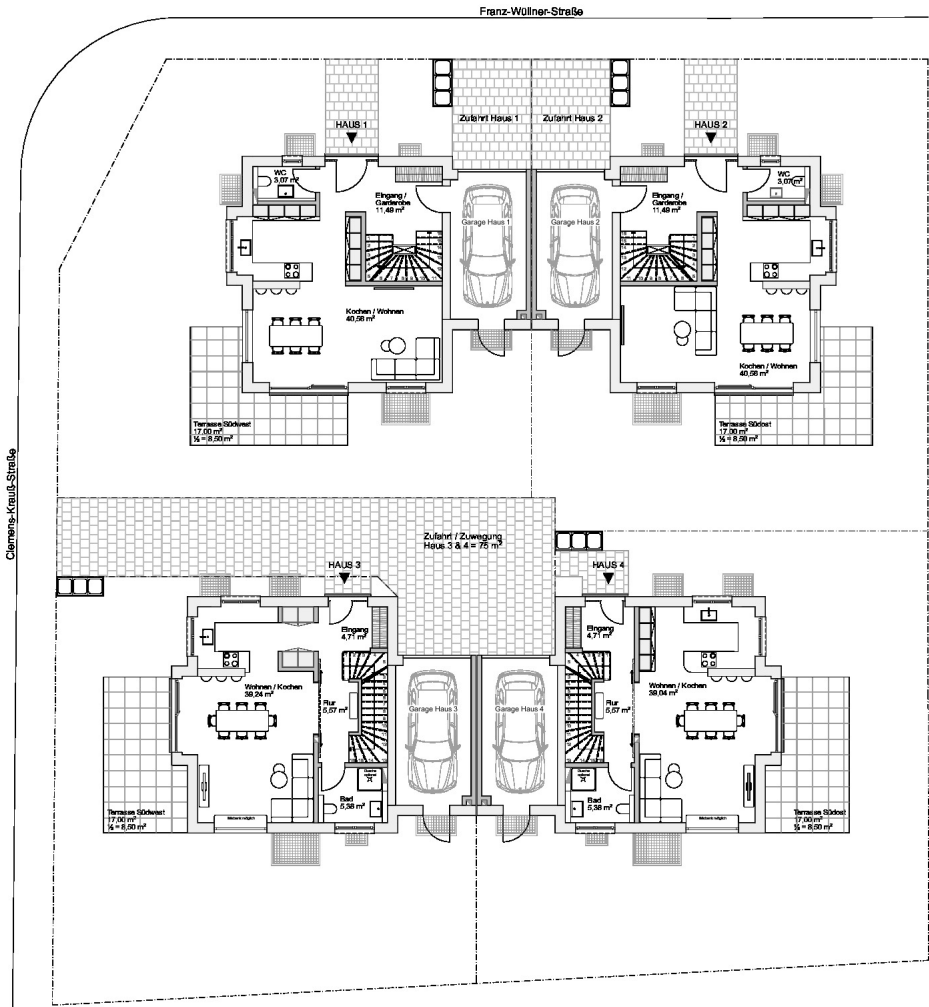 Franz-Wüllner-Straße
Clemens-Krauß-Straße
HAUS 1
Zufahrt Haus 1
Zufahrt Haus 2
HAUS 2
WC
3,07 m²
Eingang /
Garderobe
11,49 m²
Garage Haus 1
Garage Haus 2
Eingang /
Garderobe
11,49 m²
WC
3,07 m²
Kochen / Wohnen
40,58 m²
Kochen / Wohnen
40,58 m²
Terrasse Südwest
17,00 m²
½ = 8,50 m²
Terrasse Südost
17,00 m²
½ = 8,50 m²
Zufahrt / Zuwegung
Haus 3 & 4 = 75 m²
HAUS 3
HAUS 4
Eingang
4,71 m²
Eingang
4,71 m²
Wohnen / Kochen
39,24 m²
Flur
5,57 m²
Garage Haus 3
Garage Haus 4
Flur
5,57 m²
Wohnen / Kochen
39,04 m²
Dusche
optional
Dusche
optional
Bad
5,38 m²
Bad
5,38 m²
Terrasse Südwest
17,00 m²
½ = 8,50 m²
Terrasse Südost
17,00 m²
½ = 8,50 m²